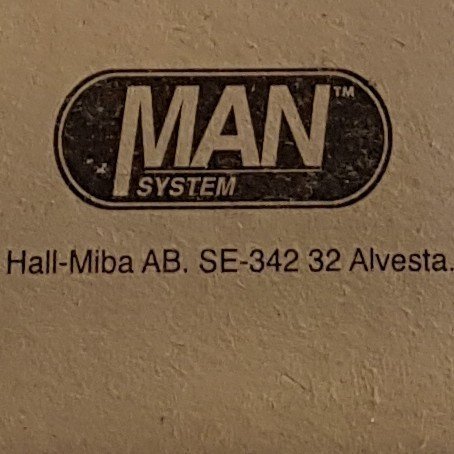 MAN™
SYSTEM
Hall-Miba AB. SE-342 32 Alvesta.